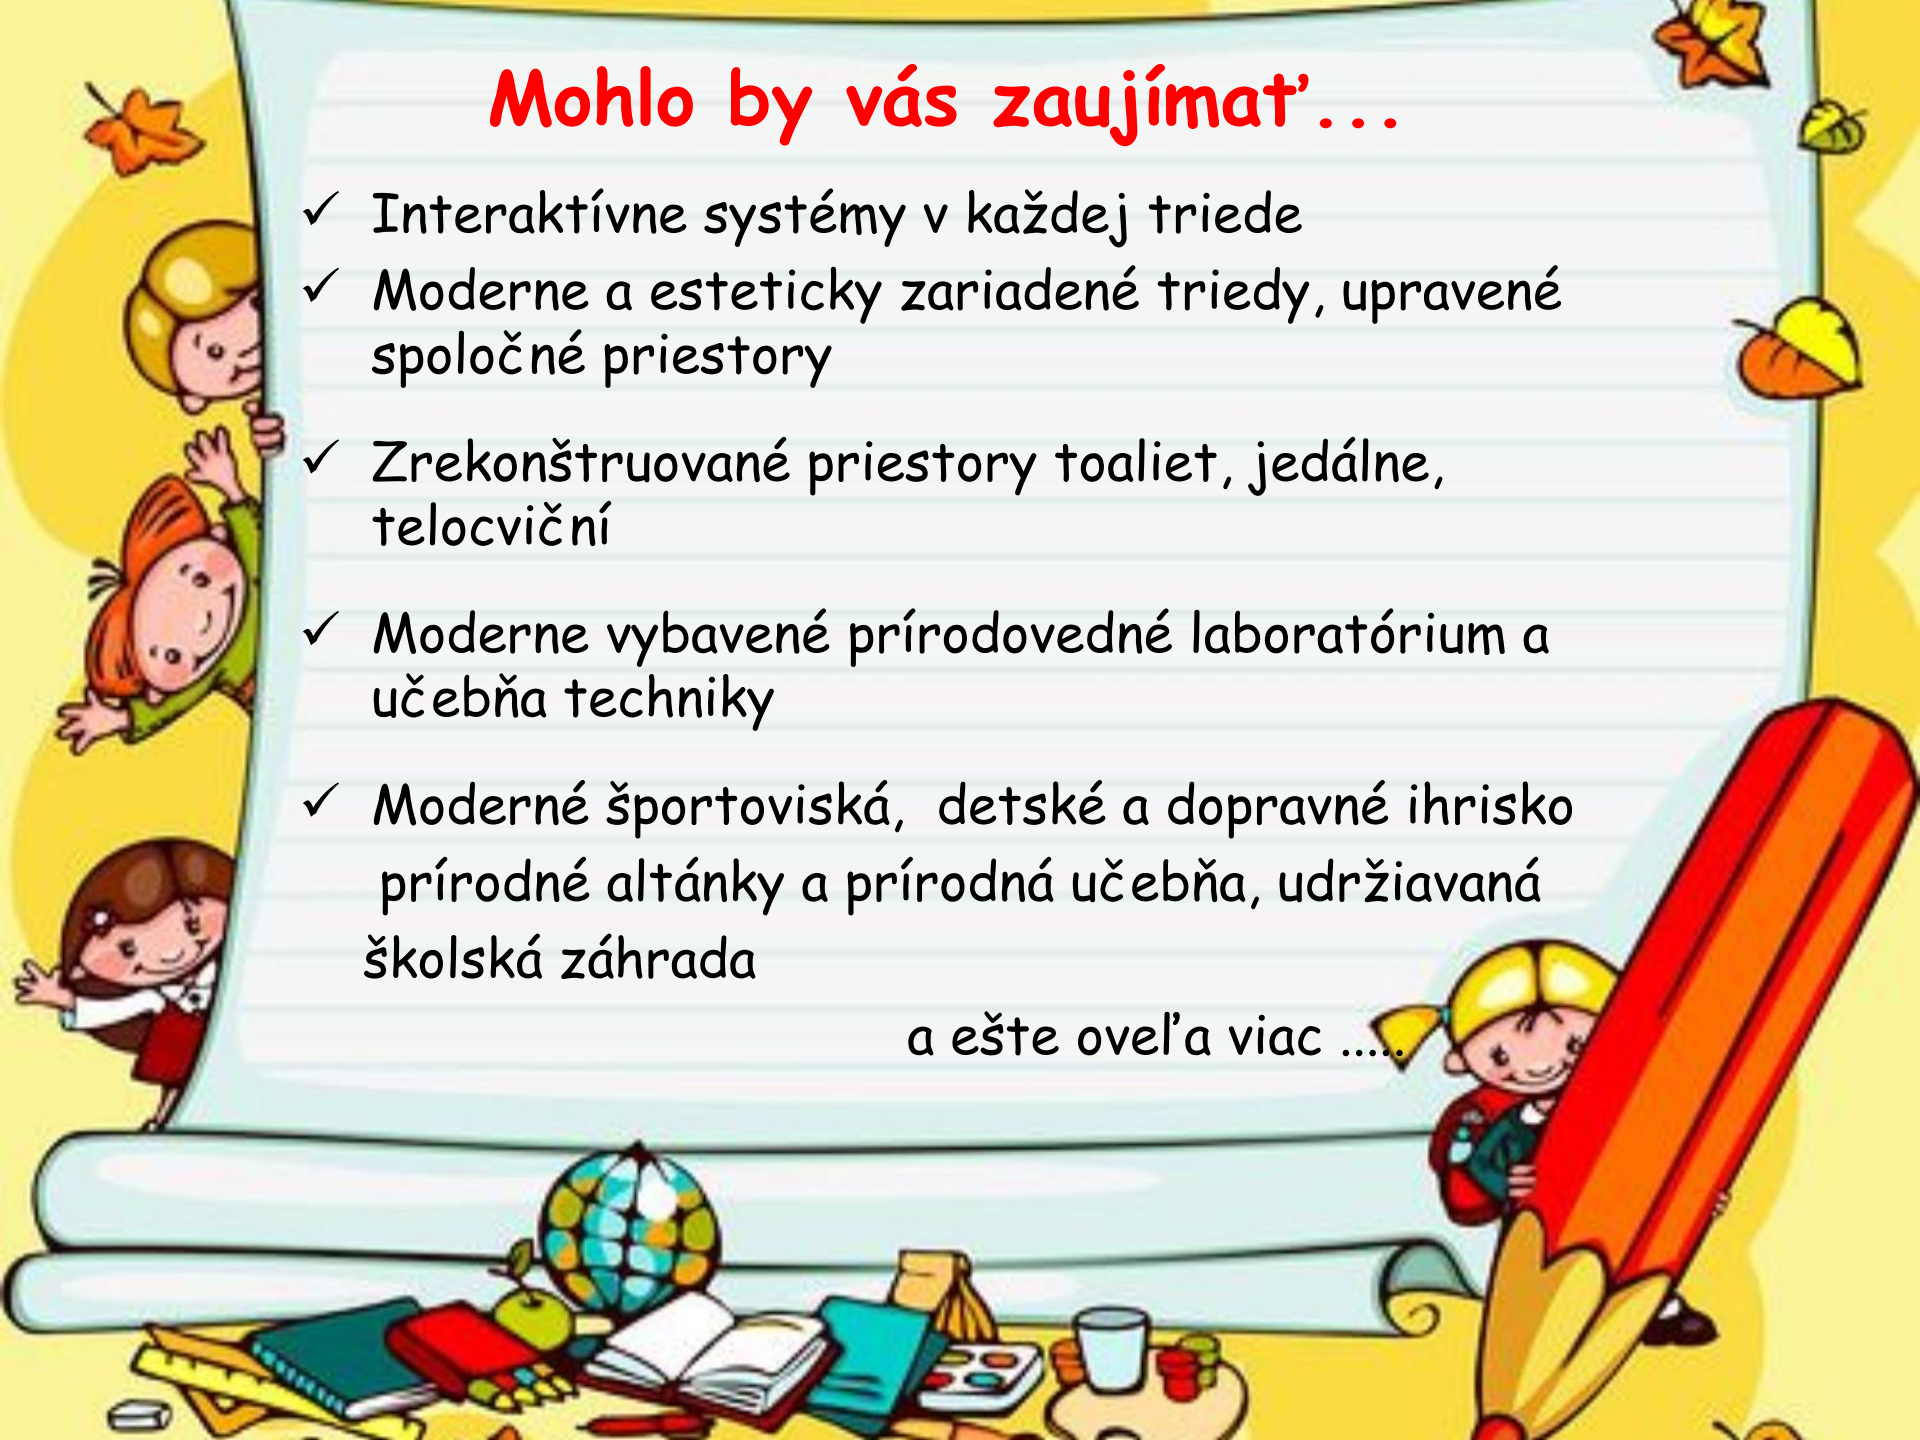 Mohlo by vás zaujímať...
✓ Interaktívne systémy v každej triede
✓ Moderne a esteticky zariadené triedy, upravené
spoločné priestory
✓ Zrekonštruované priestory toaliet, jedálne,
telocviční
✓ Moderne vybavené prírodovedné laboratórium a
učebňa techniky
✓ Moderné športoviská, detské a dopravné ihrisko
prírodné altánky a prírodná učebňa, udržiavaná
školská záhrada
a ešte oveľa viac .....